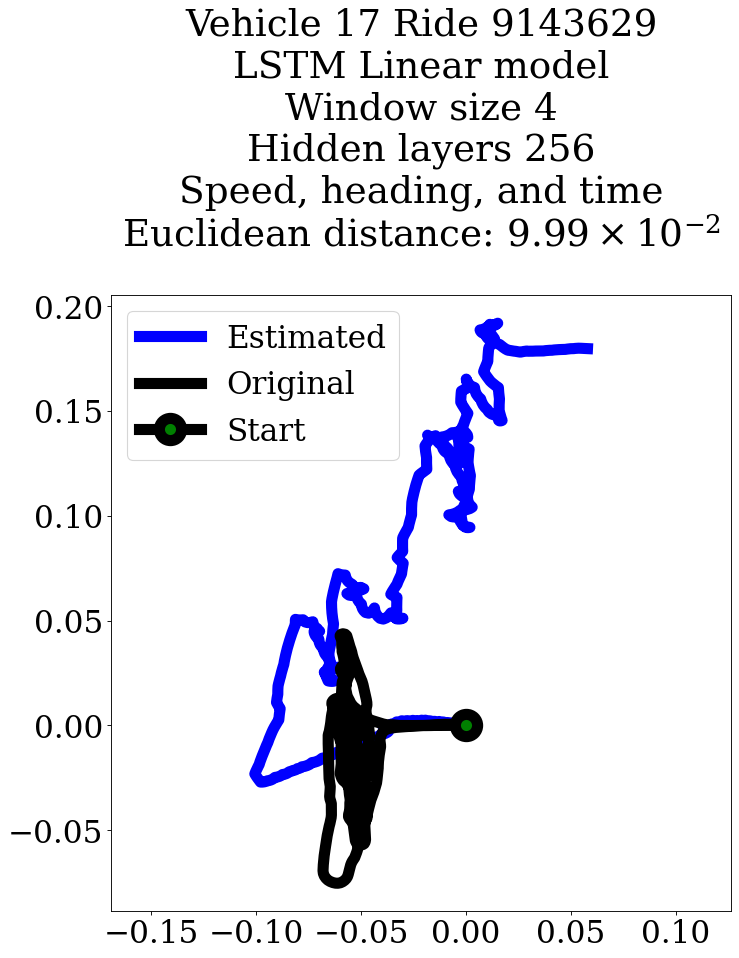 Vehicle 17 Ride 9143629
LSTM Linear model
Window size 4
Hidden layers 256
Speed, heading, and time
Euclidean distance: 9.99 × 10⁻²
0.20
Estimated
Original
Start
0.15
0.10
0.05
0.00
−0.05
−0.15 −0.10 −0.05 0.00 0.05 0.10